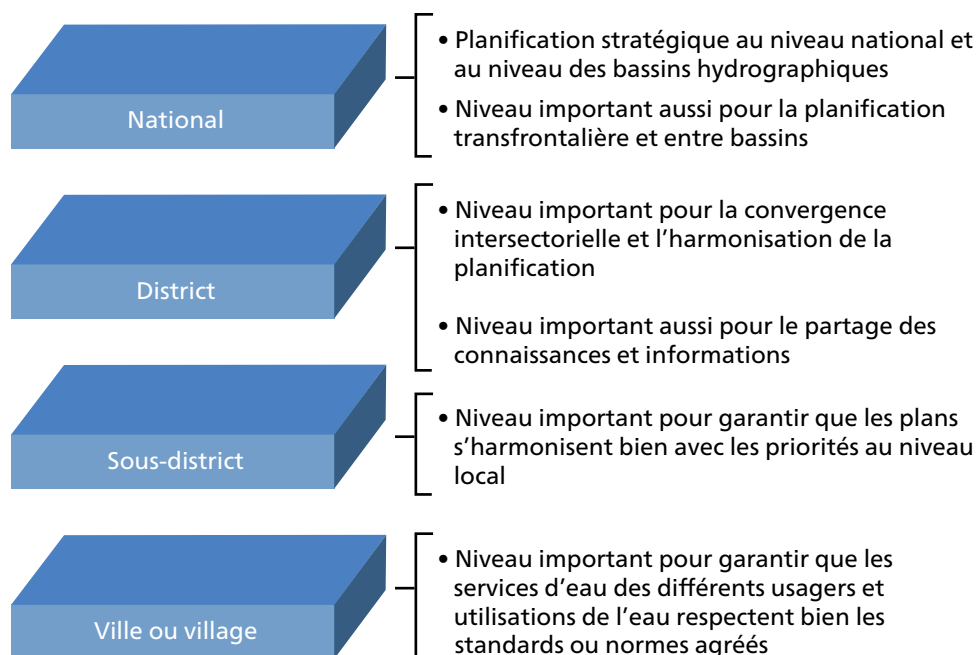 National
• Planification stratégique au niveau national et
au niveau des bassins hydrographiques
• Niveau important aussi pour la planification
transfrontalière et entre bassins
District
• Niveau important pour la convergence
intersectorielle et l’harmonisation de la
planification
• Niveau important aussi pour le partage des
connaissances et informations
Sous-district
• Niveau important pour garantir que les plans
s’harmonisent bien avec les priorités au niveau
local
Ville ou village
• Niveau important pour garantir que les
services d’eau des différents usagers et
utilisations de l’eau respectent bien les
standards ou normes agréés